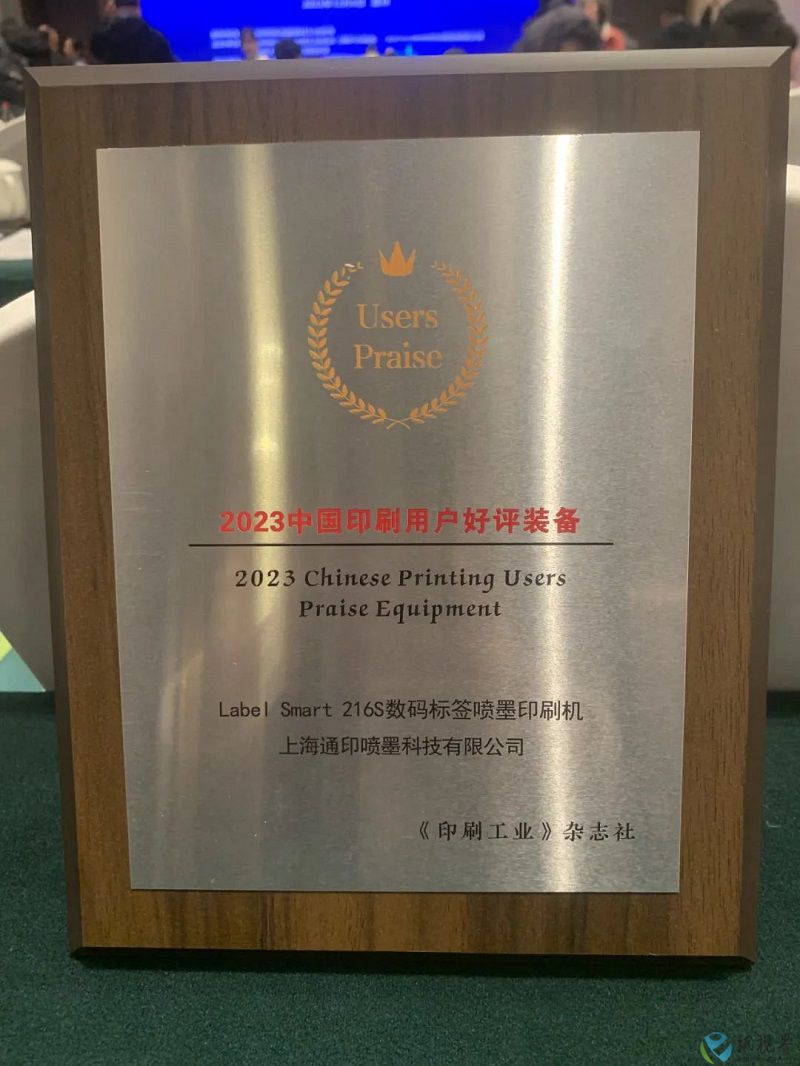 Users
Praise
2023中国印刷用户好评装备
2023 Chinese Printing Users
Praise Equipment
Label Smart 216S数码标签喷墨印刷机
上海通印喷墨科技有限公司
《印刷工业》杂志社